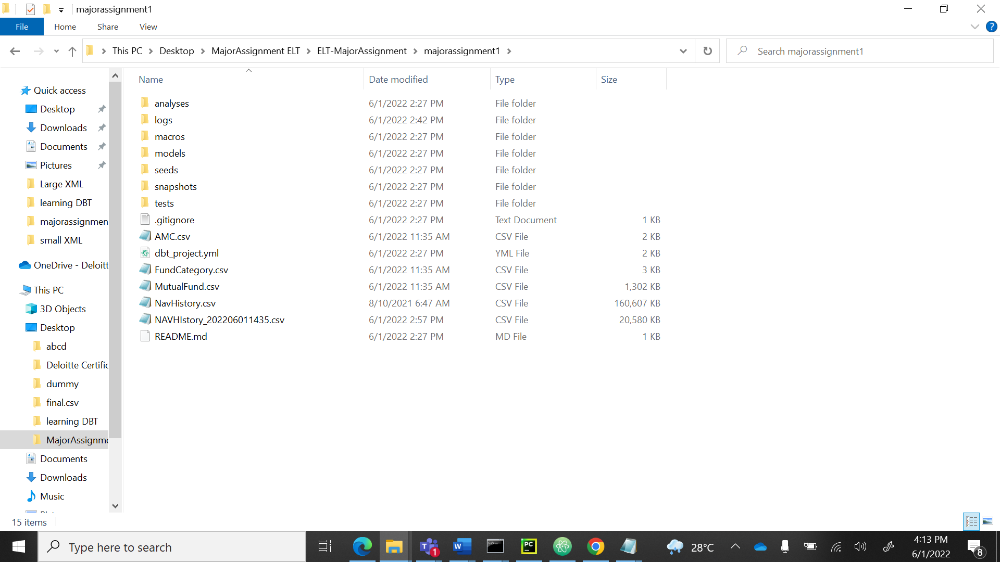 majorassignment1
File Home Share View
This PC Desktop MajorAssignment ELT ELT-MajorAssignment majorassignment1
Search majorassignment1
Name Date modified Type Size
Quick access
Desktop
Downloads
Documents
Pictures
Large XML
learning DBT
majorassignmen
small XML
OneDrive - Deloitt
This PC
3D Objects
Desktop
abcd
Deloitte Certific
dummy
final.csv
learning DBT
MajorAssignme
Documents
Downloads
Music
analyses 6/1/2022 2:27 PM File folder
logs 6/1/2022 2:42 PM File folder
macros 6/1/2022 2:27 PM File folder
models 6/1/2022 2:27 PM File folder
seeds 6/1/2022 2:27 PM File folder
snapshots 6/1/2022 2:27 PM File folder
tests 6/1/2022 2:27 PM File folder
.gitignore 6/1/2022 2:27 PM Text Document 1 KB
AMC.csv 6/1/2022 11:35 AM CSV File 2 KB
dbt_project.yml 6/1/2022 2:27 PM YML File 2 KB
FundCategory.csv 6/1/2022 11:35 AM CSV File 3 KB
MutualFund.csv 6/1/2022 11:35 AM CSV File 1,302 KB
NavHistory.csv 8/10/2021 6:47 AM CSV File 160,607 KB
NAVHIstory_202206011435.csv 6/1/2022 2:57 PM CSV File 20,580 KB
README.md 6/1/2022 2:27 PM MD File 1 KB
15 items
Type here to search
28°C
4:13 PM
6/1/2022
8